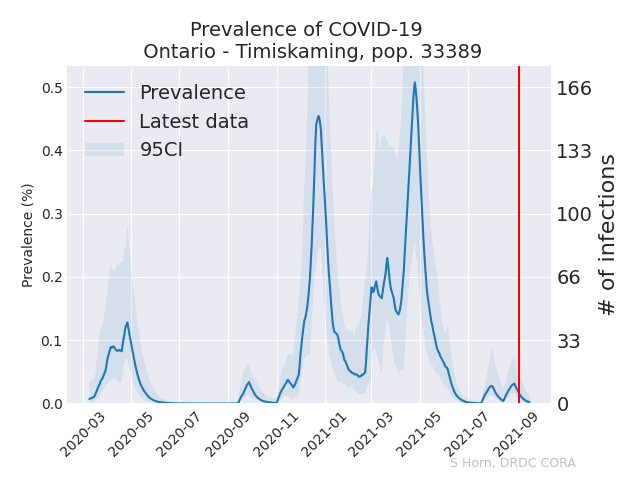 Prevalence of COVID-19
Ontario - Timiskaming, pop. 33389
Prevalence
Latest data
95CI
Prevalence (%)
0.5
0.4
0.3
0.2
0.1
0.0
166
133
100
66
33
0
# of infections
2020-03
2020-05
2020-07
2020-09
2020-11
2021-01
2021-03
2021-05
2021-07
2021-09
S Horn, DRDC CORA